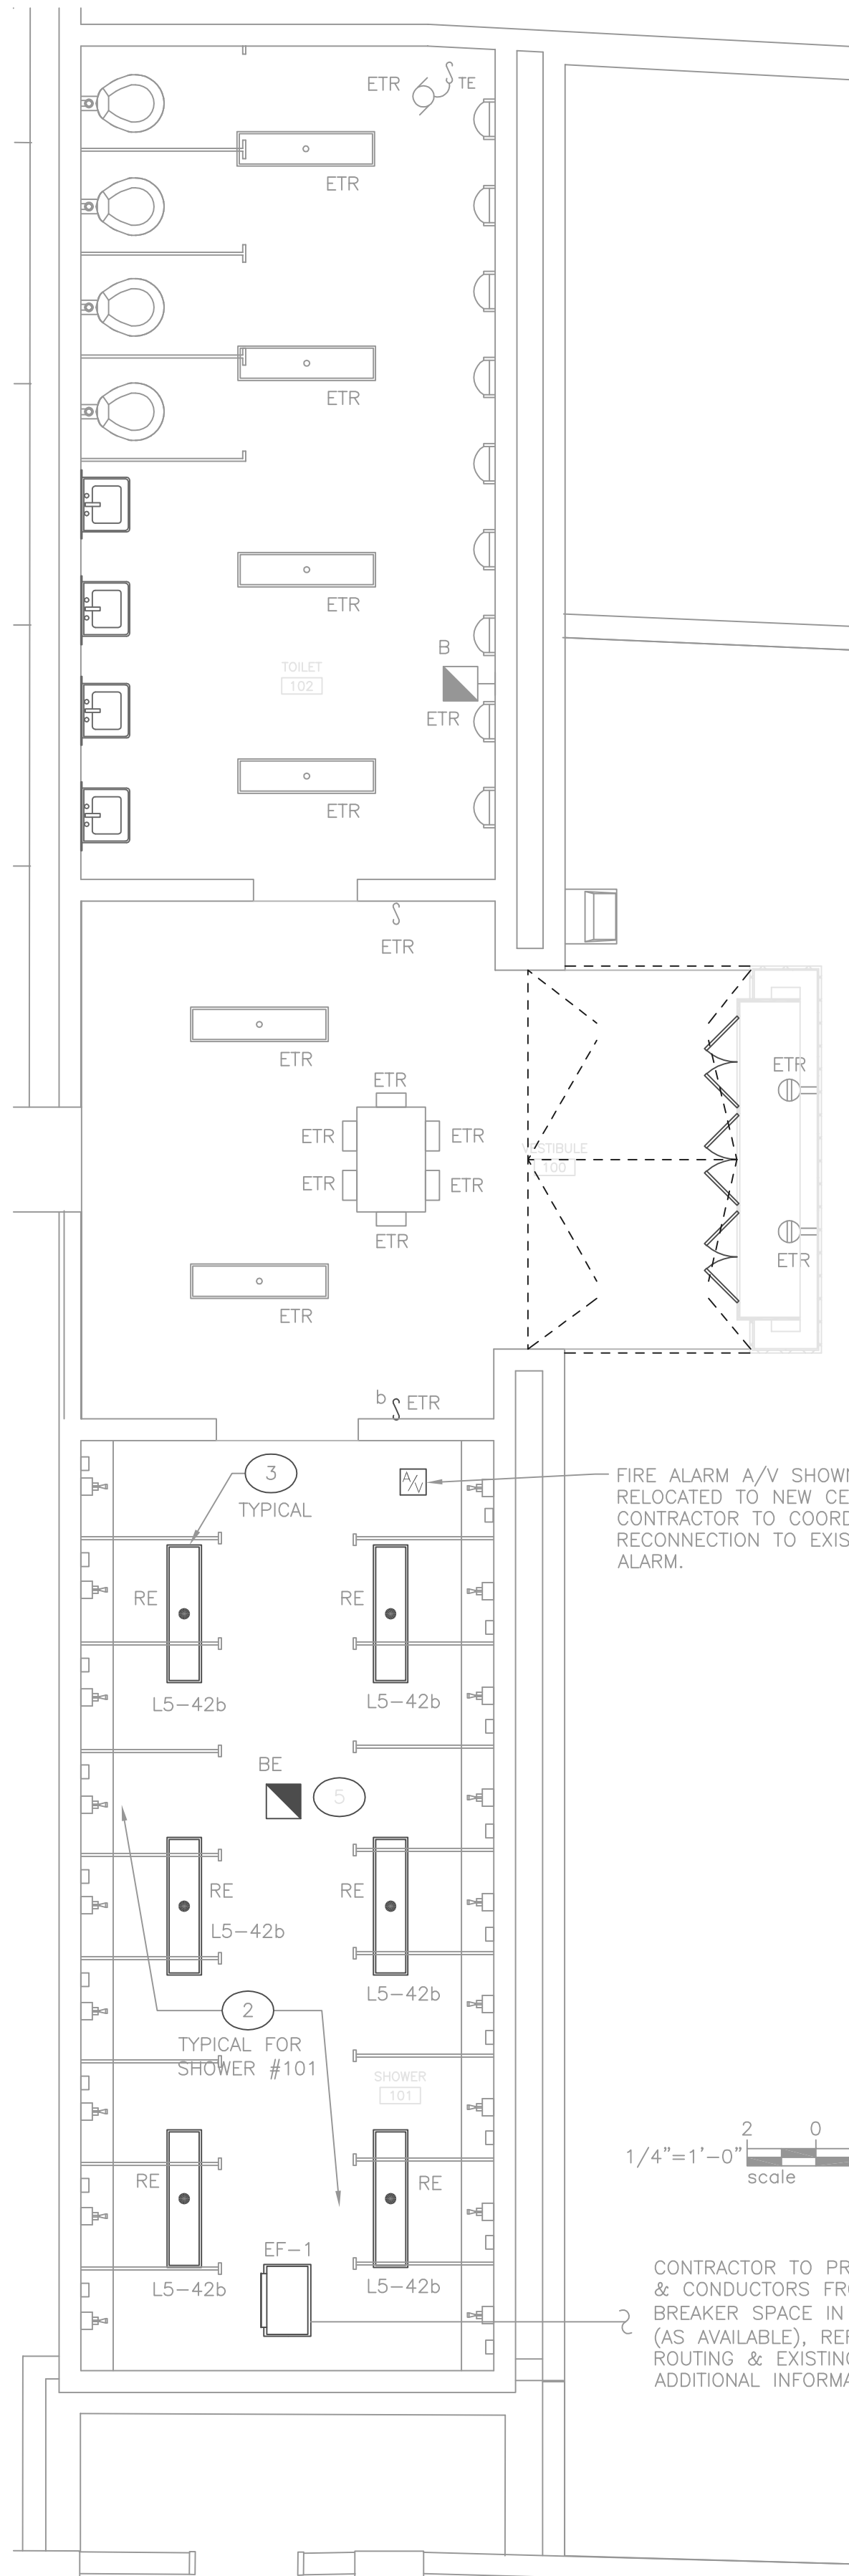 ETR
TE
ETR
ETR
ETR
B
TOILET
102
ETR
ETR
ETR
ETR
ETR
ETR
ETR
ETR
VESTIBULE
100
ETR
ETR
ETR
ETR
ETR
ETR
b ETR
3
TYPICAL
A/V
FIRE ALARM A/V SHOWN
RELOCATED TO NEW CE
CONTRACTOR TO COORD
RECONNECTION TO EXIS
ALARM.
RE
RE
L5-42b
L5-42b
BE
5
RE
RE
L5-42b
L5-42b
2
TYPICAL FOR
SHOWER #101
SHOWER
101
2 0
1/4"=1'-0"
scale
RE
RE
EF-1
L5-42b
L5-42b
CONTRACTOR TO PR
& CONDUCTORS FRO
BREAKER SPACE IN
(AS AVAILABLE), REF
ROUTING & EXISTING
ADDITIONAL INFORMA